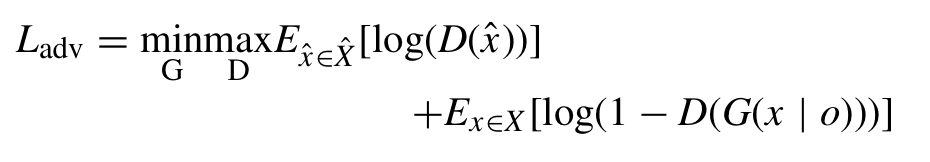 L_adv = min_G max_D E_{x̂∈X̂}[log(D(x̂))]
+E_{x∈X}[log(1 − D(G(x | o)))]